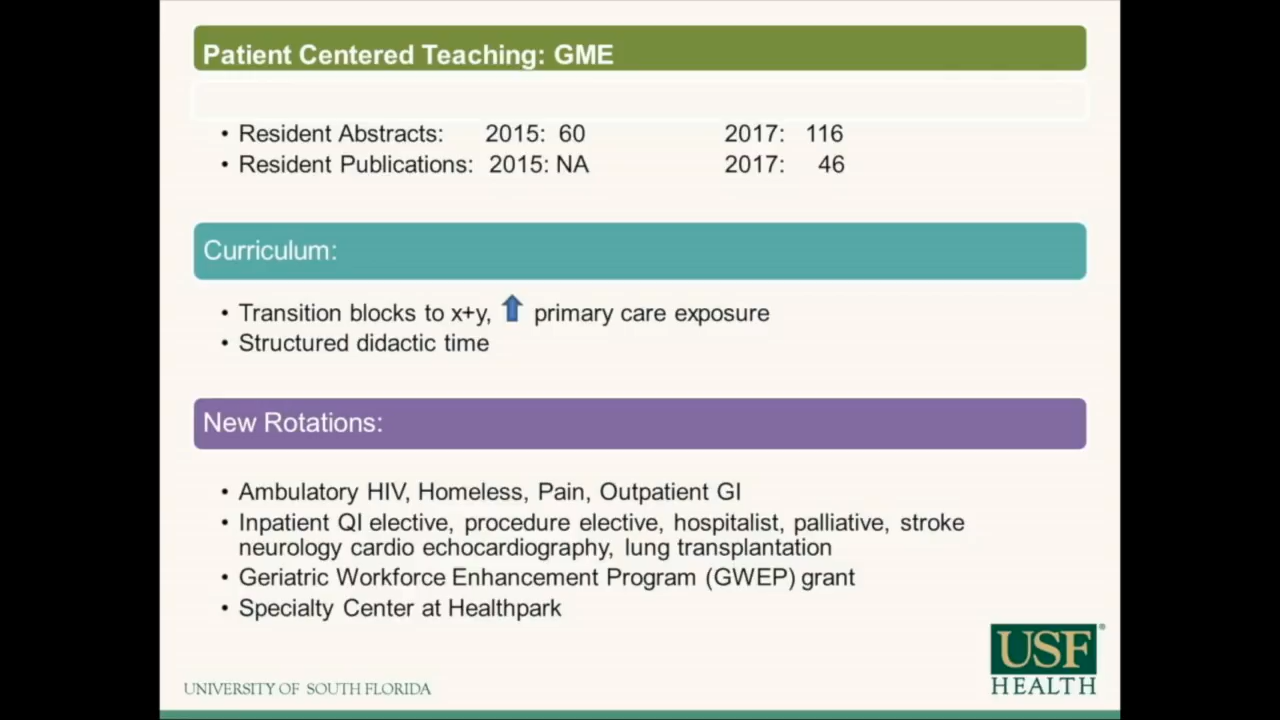 Patient Centered Teaching: GME
• Resident Abstracts: 2015: 60 2017: 116
• Resident Publications: 2015: NA 2017: 46
Curriculum:
• Transition blocks to x+y, primary care exposure
• Structured didactic time
New Rotations:
• Ambulatory HIV, Homeless, Pain, Outpatient GI
• Inpatient QI elective, procedure elective, hospitalist, palliative, stroke
neurology cardio echocardiography, lung transplantation
• Geriatric Workforce Enhancement Program (GWEP) grant
• Specialty Center at Healthpark
USF ®
HEALTH
UNIVERSITY OF SOUTH FLORIDA